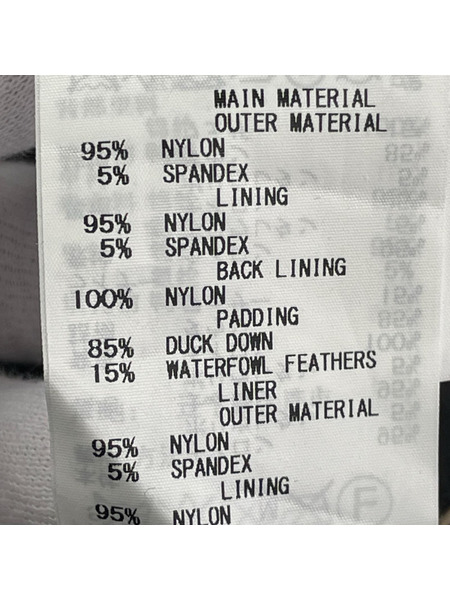 MAIN MATERIAL
OUTER MATERIAL
95% NYLON
5% SPANDEX
LINING
95% NYLON
5% SPANDEX
BACK LINING
100% NYLON
PADDING
85% DUCK DOWN
15% WATERFOWL FEATHERS
LINER
OUTER MATERIAL
95% NYLON
5% SPANDEX
LINING
95% NYLON